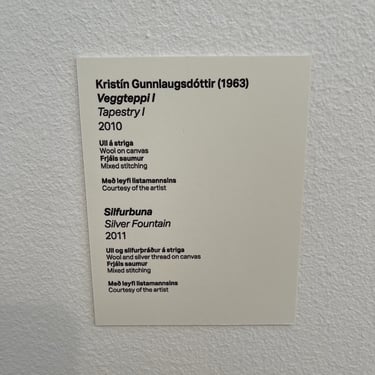 Kristín Gunnlaugsdóttir (1963)
Veggteppi I
Tapestry I
2010
Ull á striga
Wool on canvas
Frjáls saumur
Mixed stitching
Með leyfi listamannsins
Courtesy of the artist
Silfurbuna
Silver Fountain
2011
Ull og silfurþráður á striga
Wool and silver thread on canvas
Frjáls saumur
Mixed stitching
Með leyfi listamannsins
Courtesy of the artist